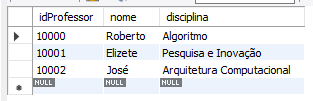 idProfessor nome disciplina
10000 Roberto Algoritmo
10001 Elizete Pesquisa e Inovação
10002 José Arquitetura Computacional
NULL NULL NULL